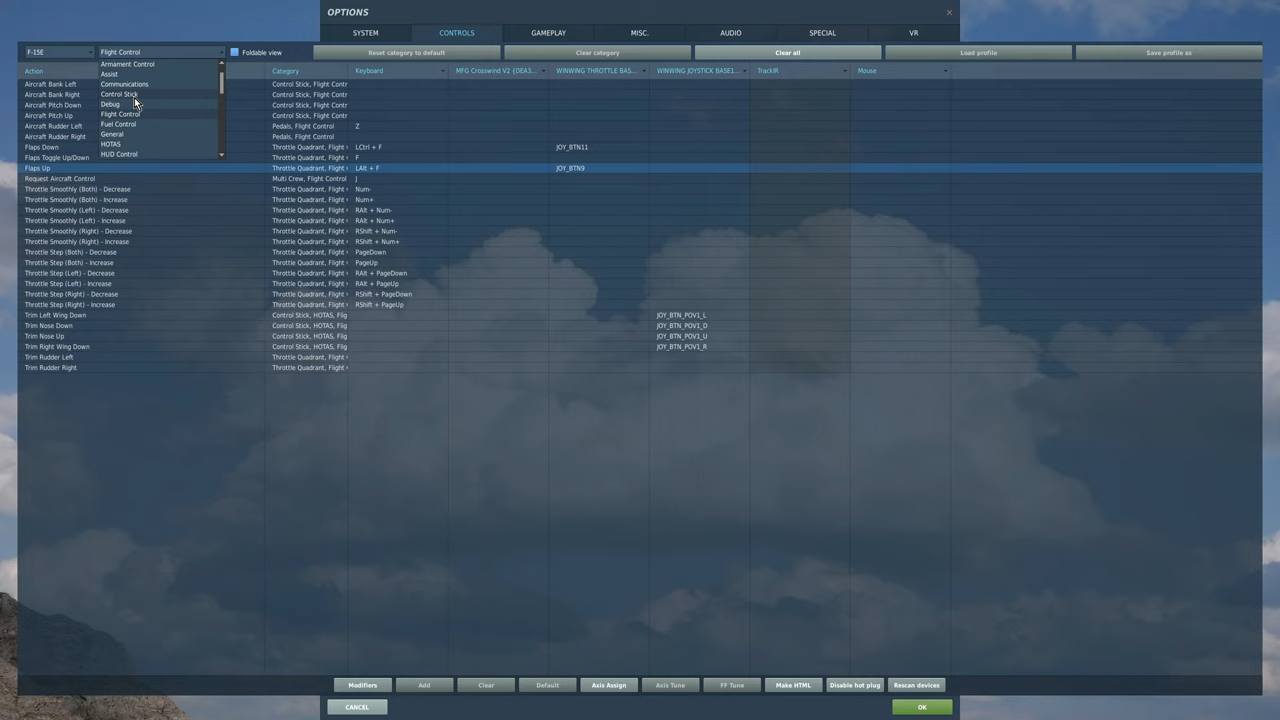 OPTIONS ×
SYSTEM CONTROLS GAMEPLAY MISC. AUDIO SPECIAL VR
F-15E Flight Control Foldable view Reset category to default Clear category Clear all Load profile Save profile as
Armament Control
Assist
Communications
Control Stick
Debug
Flight Control
Fuel Control
General
HOTAS
HUD Control
Action Category Keyboard MFG Crosswind V2 {DEA3... WINWING THROTTLE BAS... WINWING JOYSTICK BASE1... TrackIR Mouse
Aircraft Bank Left Control Stick, Flight Contr
Aircraft Bank Right Control Stick, Flight Contr
Aircraft Pitch Down Control Stick, Flight Contr
Aircraft Pitch Up Control Stick, Flight Contr
Aircraft Rudder Left Pedals, Flight Control Z
Aircraft Rudder Right Pedals, Flight Control
Flaps Down Throttle Quadrant, Flight LCtrl + F JOY_BTN11
Flaps Toggle Up/Down Throttle Quadrant, Flight F
Flaps Up Throttle Quadrant, Flight LAlt + F JOY_BTN9
Request Aircraft Control Multi Crew, Flight Control J
Throttle Smoothly (Both) - Decrease Throttle Quadrant, Flight Num-
Throttle Smoothly (Both) - Increase Throttle Quadrant, Flight Num+
Throttle Smoothly (Left) - Decrease Throttle Quadrant, Flight RAlt + Num-
Throttle Smoothly (Left) - Increase Throttle Quadrant, Flight RAlt + Num+
Throttle Smoothly (Right) - Decrease Throttle Quadrant, Flight RShift + Num-
Throttle Smoothly (Right) - Increase Throttle Quadrant, Flight RShift + Num+
Throttle Step (Both) - Decrease Throttle Quadrant, Flight PageDown
Throttle Step (Both) - Increase Throttle Quadrant, Flight PageUp
Throttle Step (Left) - Decrease Throttle Quadrant, Flight RAlt + PageDown
Throttle Step (Left) - Increase Throttle Quadrant, Flight RAlt + PageUp
Throttle Step (Right) - Decrease Throttle Quadrant, Flight RShift + PageDown
Throttle Step (Right) - Increase Throttle Quadrant, Flight RShift + PageUp
Trim Left Wing Down Control Stick, HOTAS, Flig JOY_BTN_POV1_L
Trim Nose Down Control Stick, HOTAS, Flig JOY_BTN_POV1_D
Trim Nose Up Control Stick, HOTAS, Flig JOY_BTN_POV1_U
Trim Right Wing Down Control Stick, HOTAS, Flig JOY_BTN_POV1_R
Trim Rudder Left Throttle Quadrant, Flight
Trim Rudder Right Throttle Quadrant, Flight
Modifiers Add Clear Default Axis Assign Axis Tune FF Tune Make HTML Disable hot plug Rescan devices
CANCEL OK